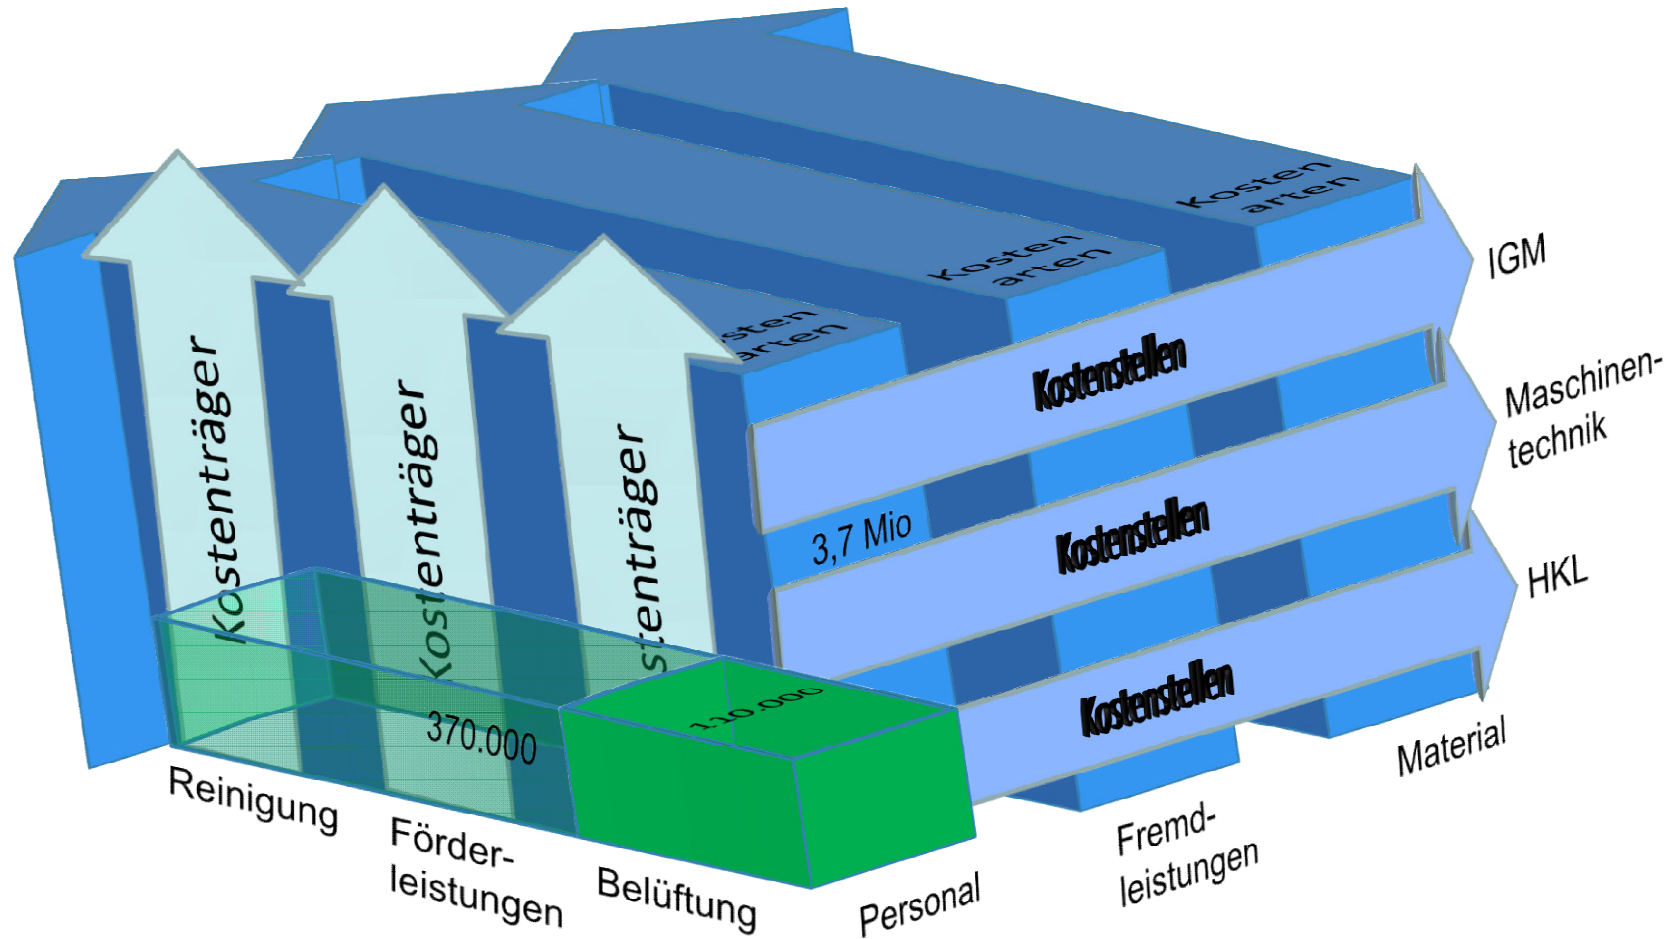 Kosten
arten
Kosten
arten
sten
arten
IGM
Kostenstellen
Maschinen-
technik
Kostenträger
Kostenträger
stenträger
3,7 Mio
Kostenstellen
HKL
Kostenstellen
110.000
370.000
Reinigung
Förder-
leistungen
Belüftung
Personal
Fremd-
leistungen
Material